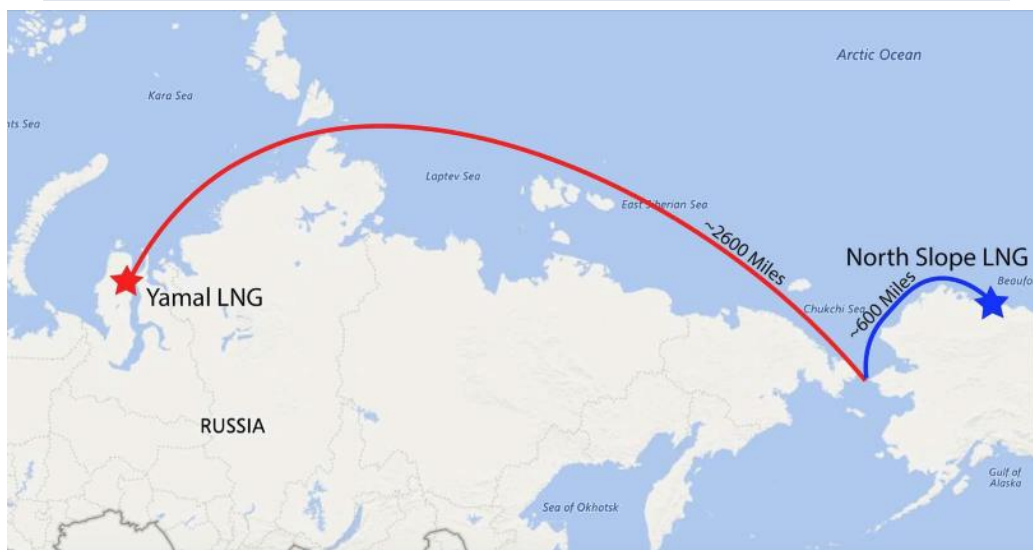 Arctic Ocean
Kara Sea
nts Sea
Laptev Sea
East Siberian Sea
~2600 Miles
North Slope LNG
Beaufo
Yamal LNG
Chukchi Sea
~600 Miles
RUSSIA
Gulf of
Alaska
Sea of Okhotsk